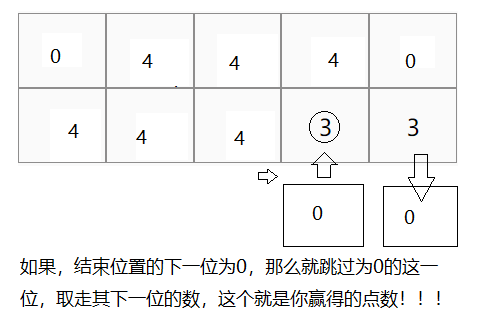 0 4 4 4 0
4 4 4 3 3
0 0
如果，结束位置的下一位为0，那么就跳过为0的这一
位，取走其下一位的数，这个就是你赢得的点数！！！